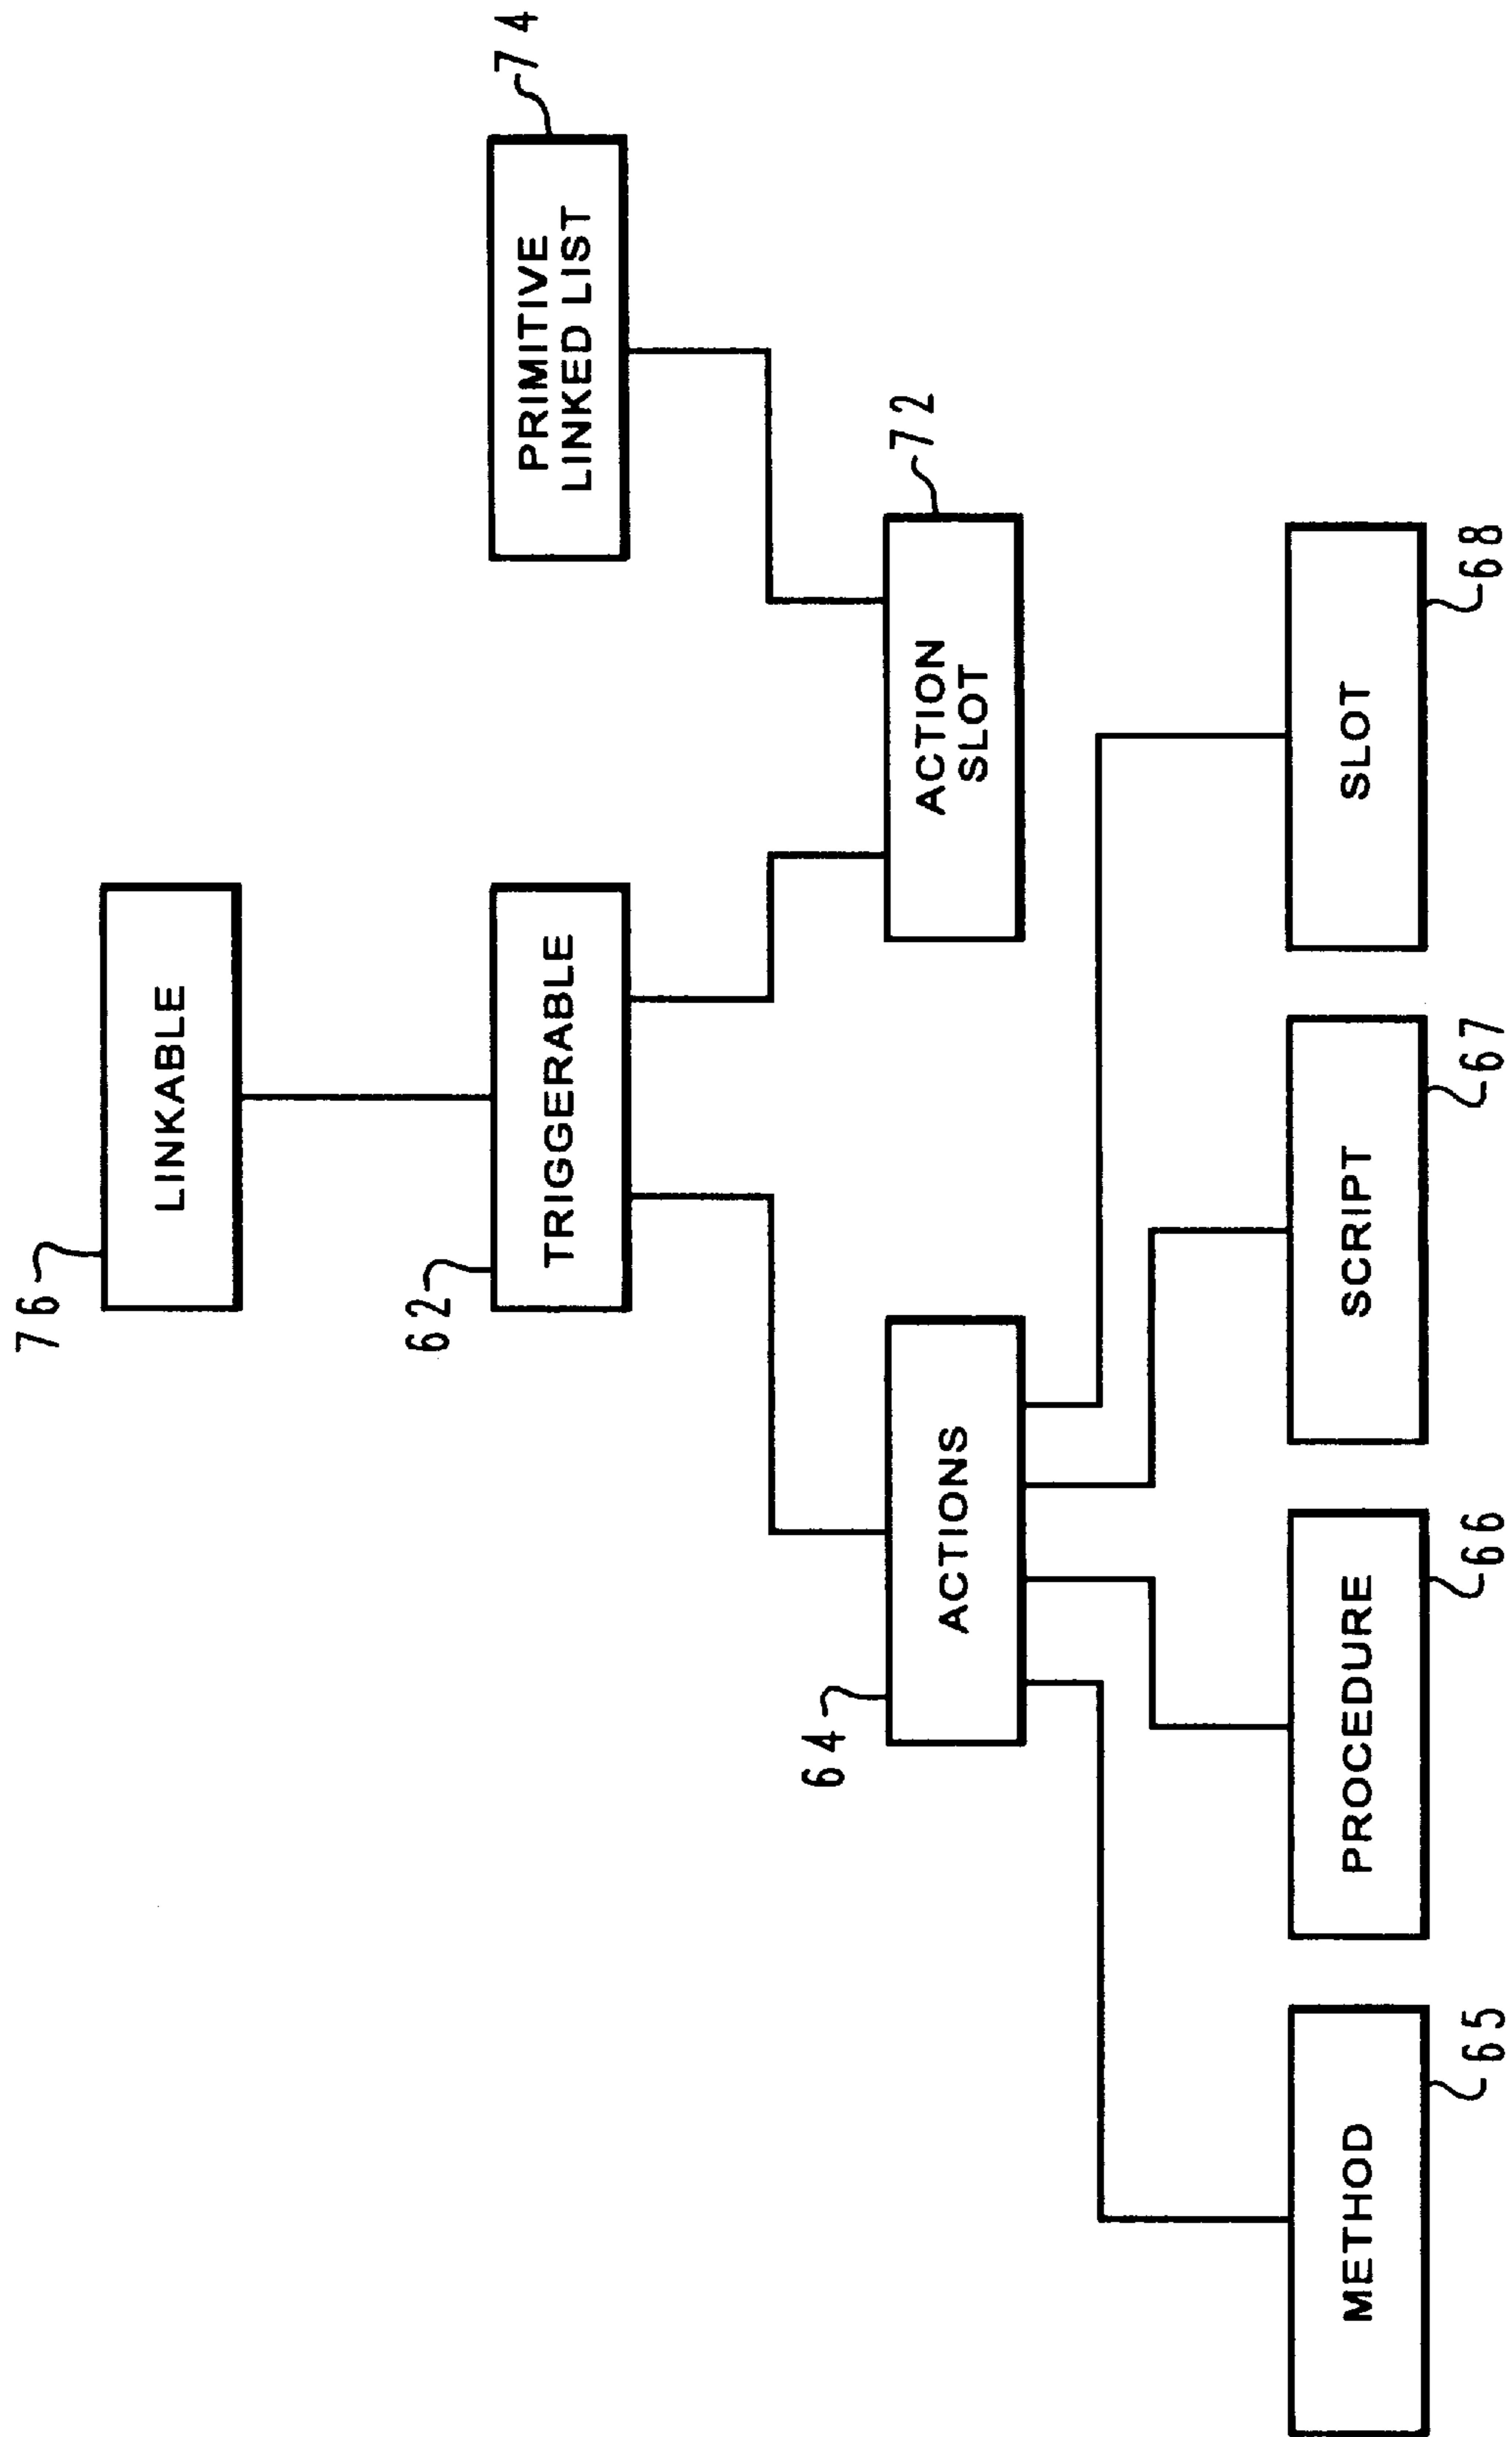 76
LINKABLE
74
PRIMITIVE
LINKED LIST
62
TRIGGERABLE
64
ACTIONS
72
ACTION
SLOT
METHOD
65
PROCEDURE
66
SCRIPT
67
SLOT
68